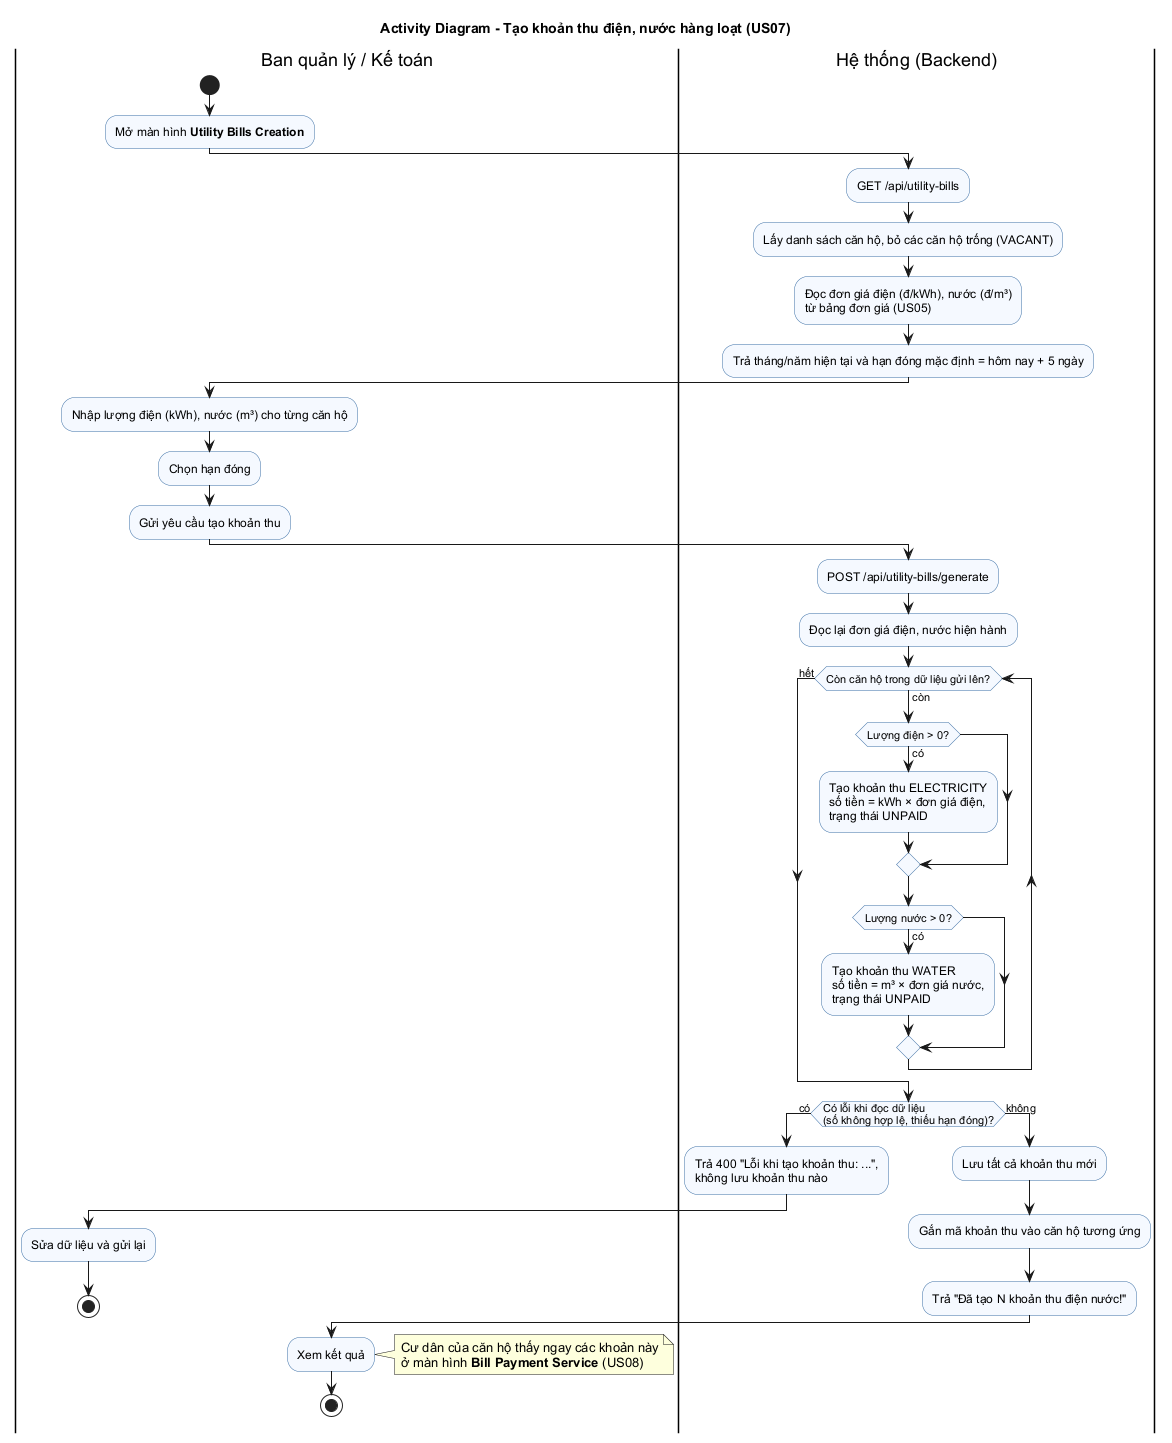 Activity Diagram - Tạo khoản thu điện, nước hàng loạt (US07)
Ban quản lý / Kế toán
Hệ thống (Backend)
Mở màn hình Utility Bills Creation
GET /api/utility-bills
Lấy danh sách căn hộ, bỏ các căn hộ trống (VACANT)
Đọc đơn giá điện (đ/kWh), nước (đ/m³)
từ bảng đơn giá (US05)
Trả tháng/năm hiện tại và hạn đóng mặc định = hôm nay + 5 ngày
Nhập lượng điện (kWh), nước (m³) cho từng căn hộ
Chọn hạn đóng
Gửi yêu cầu tạo khoản thu
POST /api/utility-bills/generate
Đọc lại đơn giá điện, nước hiện hành
hết
Còn căn hộ trong dữ liệu gửi lên?
còn
Lượng điện > 0?
có
Tạo khoản thu ELECTRICITY
số tiền = kWh × đơn giá điện,
trạng thái UNPAID
Lượng nước > 0?
có
Tạo khoản thu WATER
số tiền = m³ × đơn giá nước,
trạng thái UNPAID
có
Có lỗi khi đọc dữ liệu
(số không hợp lệ, thiếu hạn đóng)?
không
Trả 400 "Lỗi khi tạo khoản thu: ...",
không lưu khoản thu nào
Lưu tất cả khoản thu mới
Gắn mã khoản thu vào căn hộ tương ứng
Sửa dữ liệu và gửi lại
Trả "Đã tạo N khoản thu điện nước!"
Xem kết quả
Cư dân của căn hộ thấy ngay các khoản này
ở màn hình Bill Payment Service (US08)